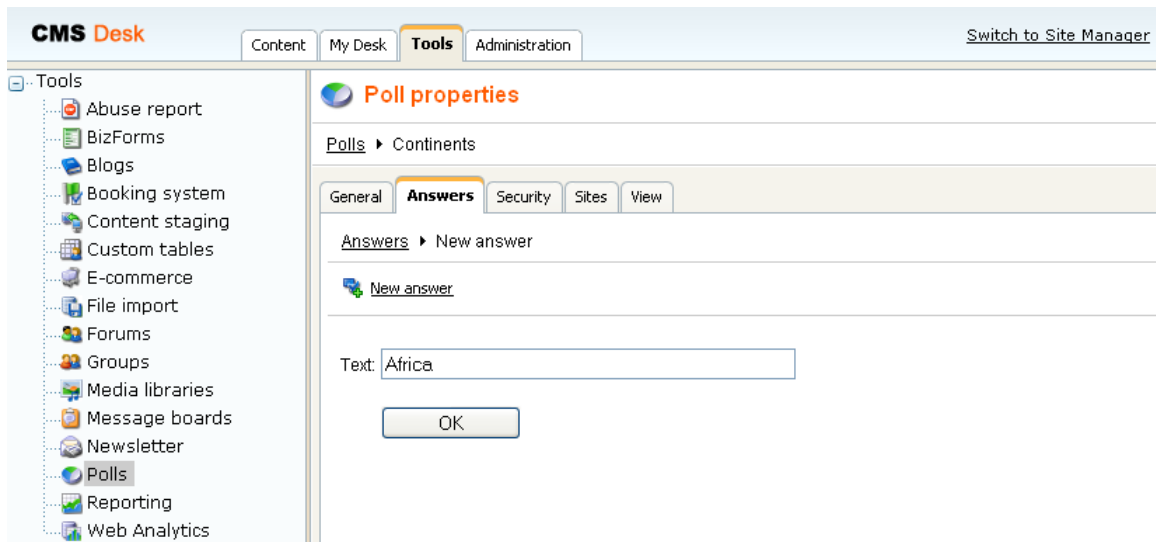 CMS Desk
Content My Desk Tools Administration
Switch to Site Manager
Tools
Abuse report
BizForms
Blogs
Booking system
Content staging
Custom tables
E-commerce
File import
Forums
Groups
Media libraries
Message boards
Newsletter
Polls
Reporting
Web Analytics
Poll properties
Polls Continents
General Answers Security Sites View
Answers New answer
New answer
Text: Africa
OK